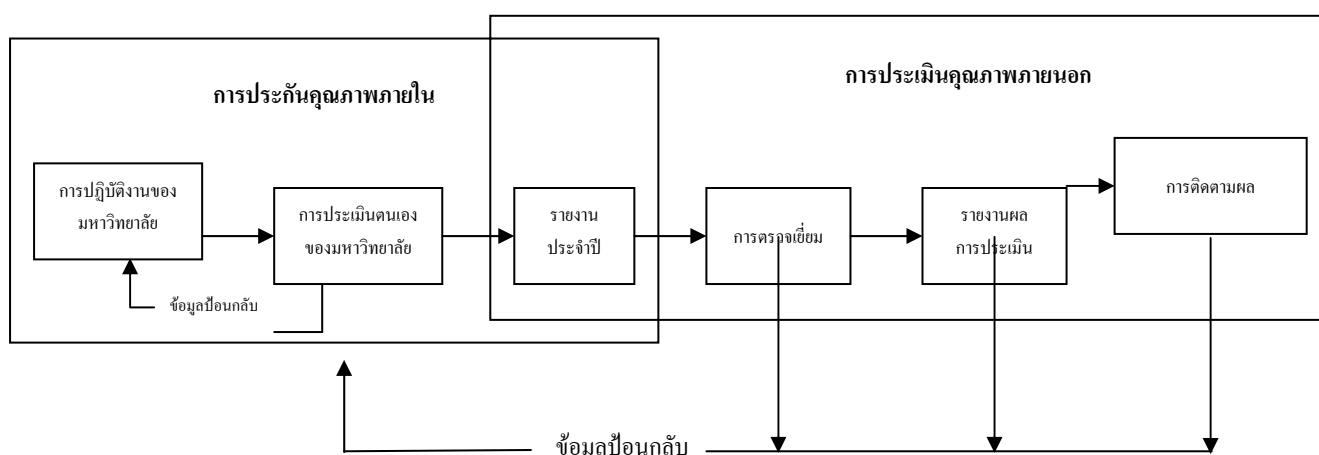 การประเมินคุณภาพภายนอก
การประกันคุณภาพภายใน
การปฏิบัติงานของ
มหาวิทยาลัย
การประเมินตนเอง
ของมหาวิทยาลัย
รายงาน
ประจำปี
การตรวจเยี่ยม
รายงานผล
การประเมิน
การติดตามผล
ข้อมูลป้อนกลับ
ข้อมูลป้อนกลับ